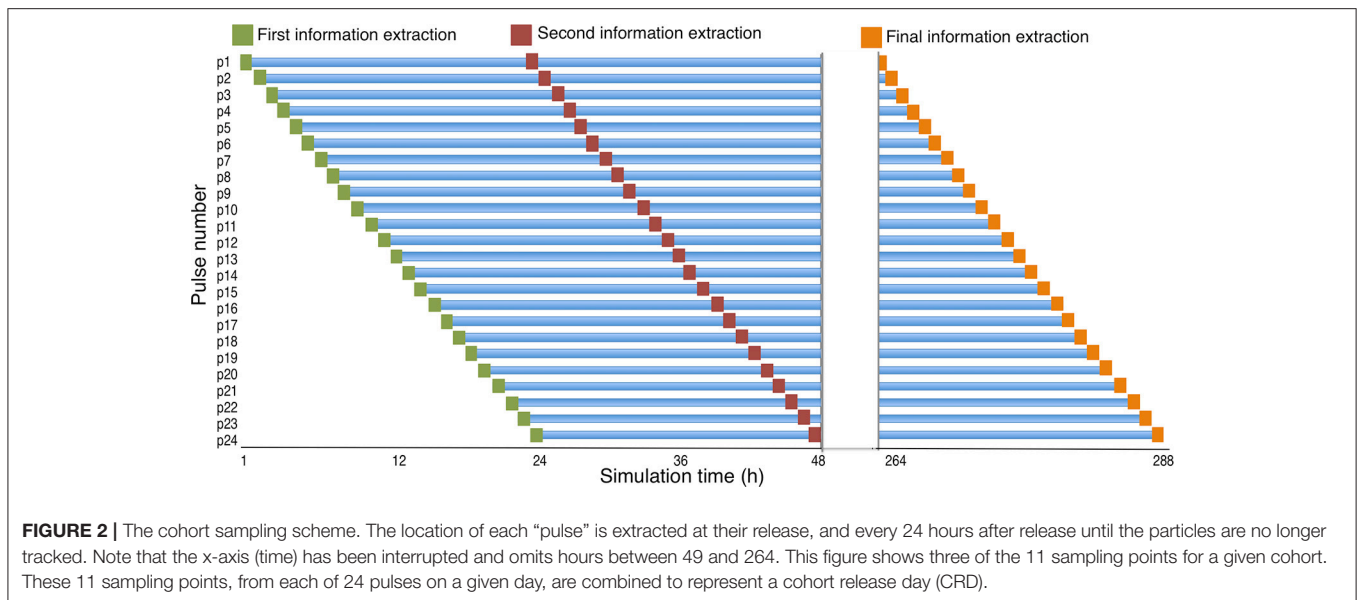 First information extraction
Second information extraction
Final information extraction
Pulse number
p1
p2
p3
p4
p5
p6
p7
p8
p9
p10
p11
p12
p13
p14
p15
p16
p17
p18
p19
p20
p21
p22
p23
p24
1 12 24 36 48 264 288
Simulation time (h)
FIGURE 2 | The cohort sampling scheme. The location of each “pulse” is extracted at their release, and every 24 hours after release until the particles are no longer
tracked. Note that the x-axis (time) has been interrupted and omits hours between 49 and 264. This figure shows three of the 11 sampling points for a given cohort.
These 11 sampling points, from each of 24 pulses on a given day, are combined to represent a cohort release day (CRD).